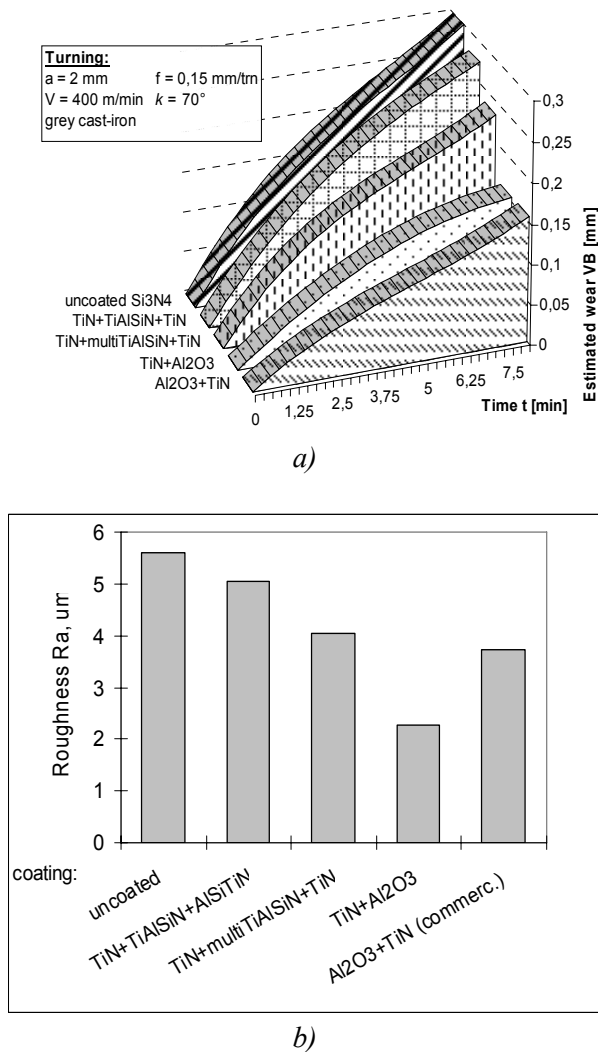 Turning:
a = 2 mm f = 0,15 mm/trn
V = 400 m/min k = 70°
grey cast-iron
0,3
0,25
0,2
0,15
0,1
0,05
0
Estimated wear VB [mm]
uncoated Si3N4
TiN+TiAlSiN+TiN
TiN+multiTiAlSiN+TiN
TiN+Al2O3
Al2O3+TiN
0 1,25 2,5 3,75 5 6,25 7,5
Time t [min]
a)
6
5
4
3
2
1
0
Roughness Ra, um
coating:
uncoated
TiN+TiAlSiN+AlSiTiN
TiN+multiTiAlSiN+TiN
TiN+Al2O3
Al2O3+TiN (commerc.)
b)